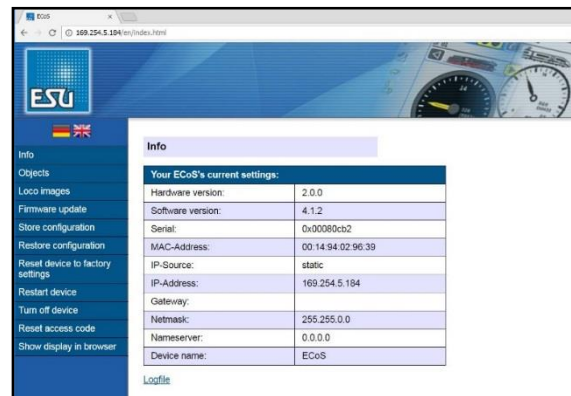 ECoS
169.254.5.184/en/index.html
ESU
Info
Objects
Loco images
Firmware update
Store configuration
Restore configuration
Reset device to factory
settings
Restart device
Turn off device
Reset access code
Show display in browser
Info
Your ECoS's current settings:
Hardware version: 2.0.0
Software version: 4.1.2
Serial: 0x00080cb2
MAC-Address: 00:14:94:02:96:39
IP-Source: static
IP-Address: 169.254.5.184
Gateway:
Netmask: 255.255.0.0
Nameserver: 0.0.0.0
Device name: ECoS
Logfile